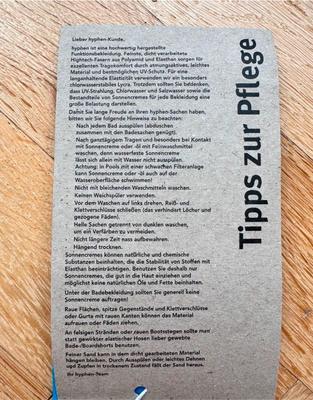 Tipps zur Pflege
Lieber hyphen-Kunde,
hyphen ist eine hochwertig hergestellte
Funktionsbekleidung. Feinste, dicht verarbeitete
Hightech-Fasern aus Polyamid und Elasthan sorgen für
exzellenten Tragekomfort durch atmungsaktives, leichtes
Material und bestmöglichen UV-Schutz. Für eine
langanhaltende Elastizität verwenden wir ein besonders
chlorwasserstabiles Lycra. Trotzdem sollten Sie bedenken,
dass UV-Strahlen, Chlorwasser und Salzwasser sowie die
Bestandteile von Sonnencremes für jede Bekleidung eine
große Belastung darstellen.
Damit Sie lange Freude an Ihren hyphen-Sachen haben,
bitten wir Sie folgende Hinweise zu beachten:
Nach jedem Bad ausspülen (abduschen
zusammen mit den Badesachen genügt).
Nach ganztägigem Tragen und besonders bei Kontakt
mit Sonnencreme oder -öl mit Feinwaschmittel
waschen, denn wasserfeste Sonnencreme
lässt sich allein mit Wasser nicht ausspülen.
Achtung: in Pools mit einer schwachen Filteranlage
kann Sonnencreme oder -öl auch auf der
Wasseroberfläche schwimmen!
Nicht mit bleichenden Waschmitteln waschen.
Keinen Weichspüler verwenden.
Vor dem Waschen auf links drehen, Reiß- und
Klettverschlüsse schließen (das verhindert Löcher und
gezogene Fäden).
Helle Sachen getrennt von dunklen waschen,
um ein Verfärben zu vermeiden.
Nicht längere Zeit nass aufbewahren.
Hängend trocknen.
Sonnencremes können natürliche und chemische
Substanzen beinhalten, die die Stabilität von Stoffen mit
Elasthan beeinträchtigen. Benutzen Sie deshalb nur
Sonnencremes, die gut in die Haut einziehen und
möglichst keine natürlichen Öle und Fette beinhalten.
Unter der Badebekleidung sollten Sie generell keine
Sonnencreme auftragen!
Raue Flächen, spitze Gegenstände und Klettverschlüsse
oder Gurte mit rauen Kanten können das Material
aufrauen oder Fäden ziehen.
An felsigen Stränden oder rauen Bootsstegen sollte man
statt gewirkter elastischer Hosen lieber gewebte
Bade-/Boardshorts benutzen.
Feiner Sand kann in dem dicht gearbeiteten Material
hängen bleiben. Durch Ausspülen oder leichtes Dehnen
und Zupfen in trockenem Zustand fällt der Sand heraus.
Ihr hyphen-Team